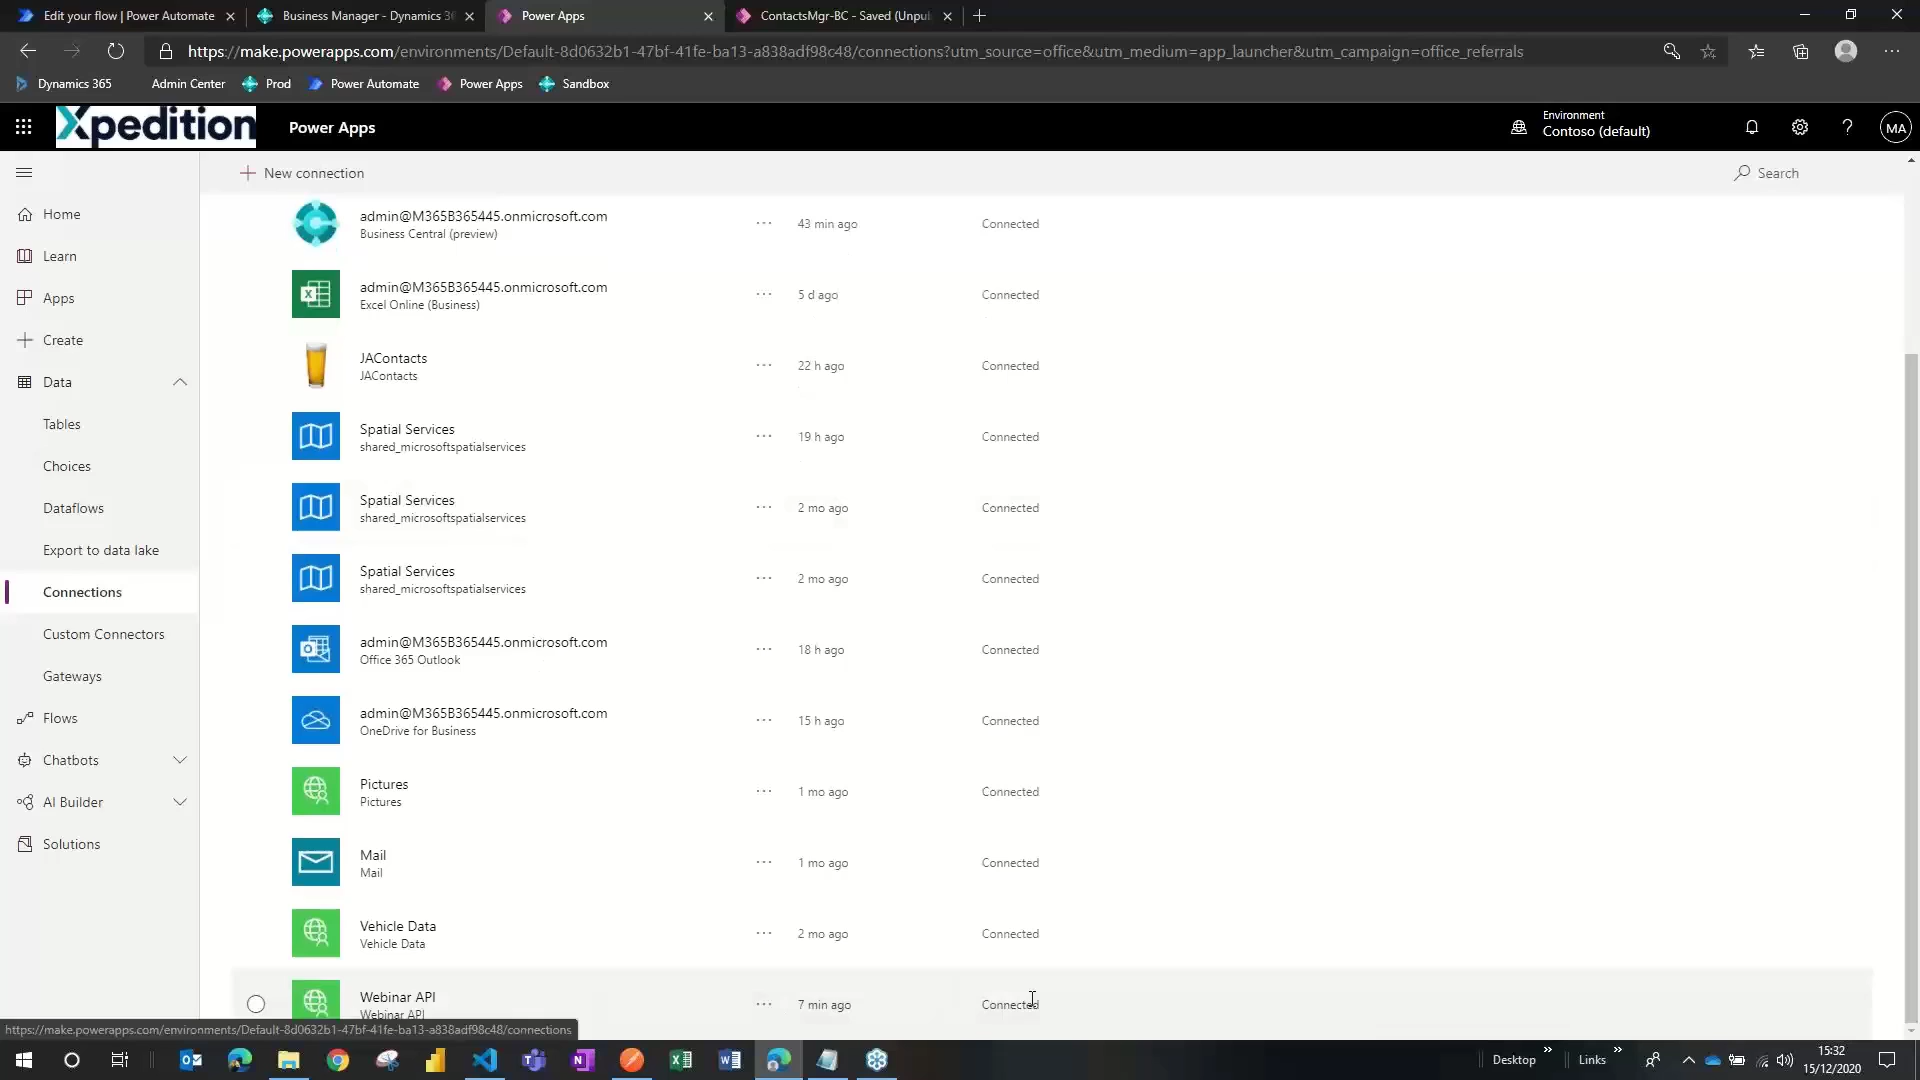 Edit your flow | Power Automate
Business Manager - Dynamics 36
Power Apps
ContactsMgr-BC - Saved (Unpu
https://make.powerapps.com/environments/Default-8d0632b1-47bf-41fe-ba13-a838adf98c48/connections?utm_source=office&utm_medium=app_launcher&utm_campaign=office_referrals
Dynamics 365
Admin Center
Prod
Power Automate
Power Apps
Sandbox
Xpedition
Power Apps
Environment
Contoso (default)
?
MA
New connection
Search
Home
Learn
Apps
Create
Data
Tables
Choices
Dataflows
Export to data lake
Connections
Custom Connectors
Gateways
Flows
Chatbots
AI Builder
Solutions
admin@M365B365445.onmicrosoft.com
Business Central (preview)
... 43 min ago Connected
admin@M365B365445.onmicrosoft.com
Excel Online (Business)
... 5 d ago Connected
JAContacts
JAContacts
... 22 h ago Connected
Spatial Services
shared_microsoftspatialservices
... 19 h ago Connected
Spatial Services
shared_microsoftspatialservices
... 2 mo ago Connected
Spatial Services
shared_microsoftspatialservices
... 2 mo ago Connected
admin@M365B365445.onmicrosoft.com
Office 365 Outlook
... 18 h ago Connected
admin@M365B365445.onmicrosoft.com
OneDrive for Business
... 15 h ago Connected
Pictures
Pictures
... 1 mo ago Connected
Mail
Mail
... 1 mo ago Connected
Vehicle Data
Vehicle Data
... 2 mo ago Connected
Webinar API
Webinar API
... 7 min ago Connected
https://make.powerapps.com/environments/Default-8d0632b1-47bf-41fe-ba13-a838adf98c48/connections
Desktop
Links
15:32
15/12/2020